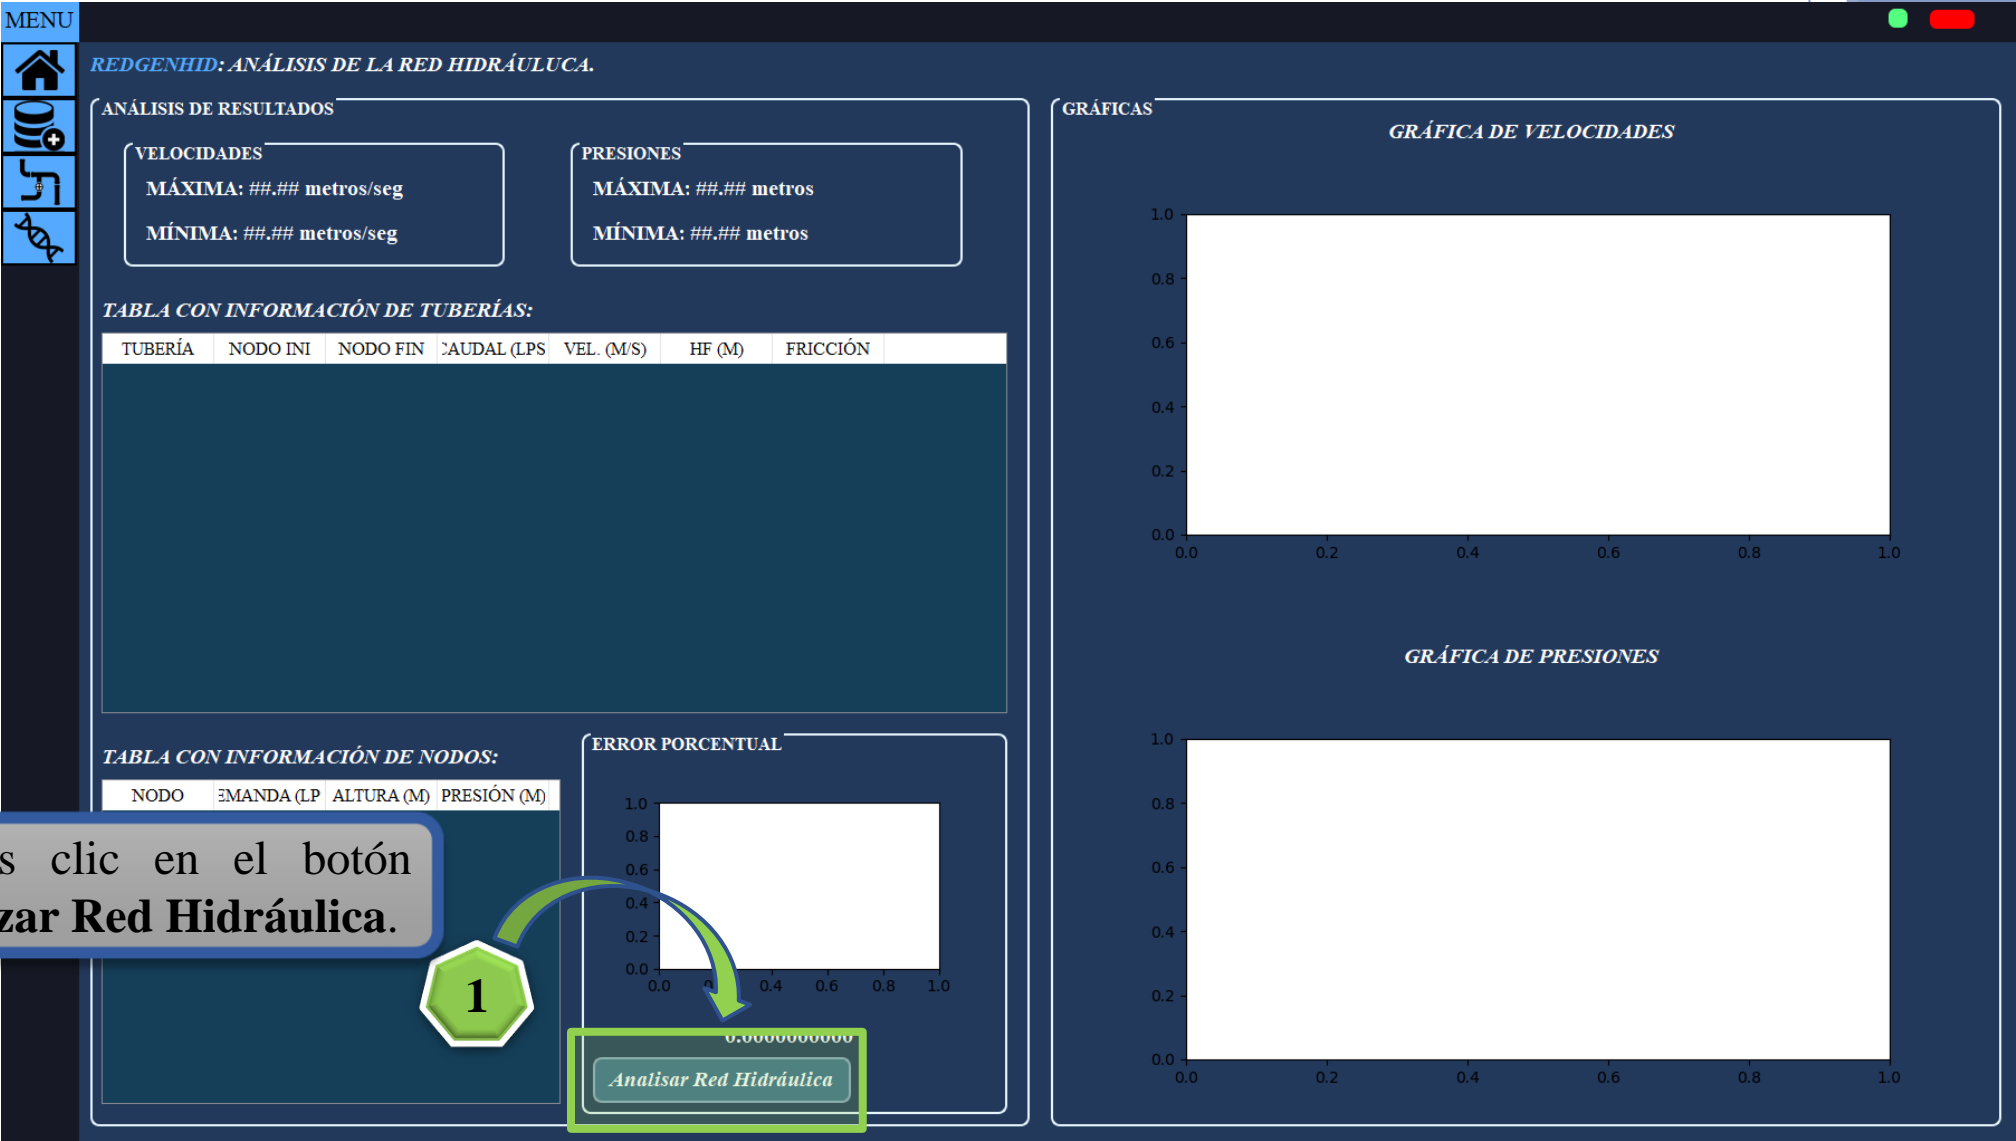 MENU
REDGENHID: ANÁLISIS DE LA RED HIDRÁULUCA.
ANÁLISIS DE RESULTADOS
VELOCIDADES
MÁXIMA: ##.## metros/seg
MÍNIMA: ##.## metros/seg
PRESIONES
MÁXIMA: ##.## metros
MÍNIMA: ##.## metros
TABLA CON INFORMACIÓN DE TUBERÍAS:
TUBERÍA NODO INI NODO FIN CAUDAL (LPS VEL. (M/S) HF (M) FRICCIÓN
TABLA CON INFORMACIÓN DE NODOS:
NODO EMANDA (LP ALTURA (M) PRESIÓN (M)
s clic en el botón
zar Red Hidráulica.
1
ERROR PORCENTUAL
1.0
0.8
0.6
0.4
0.2
0.0
0.0 0.4 0.6 0.8 1.0
0.0000000000
Analisar Red Hidráulica
GRÁFICAS
GRÁFICA DE VELOCIDADES
1.0
0.8
0.6
0.4
0.2
0.0
0.0 0.2 0.4 0.6 0.8 1.0
GRÁFICA DE PRESIONES
1.0
0.8
0.6
0.4
0.2
0.0
0.0 0.2 0.4 0.6 0.8 1.0